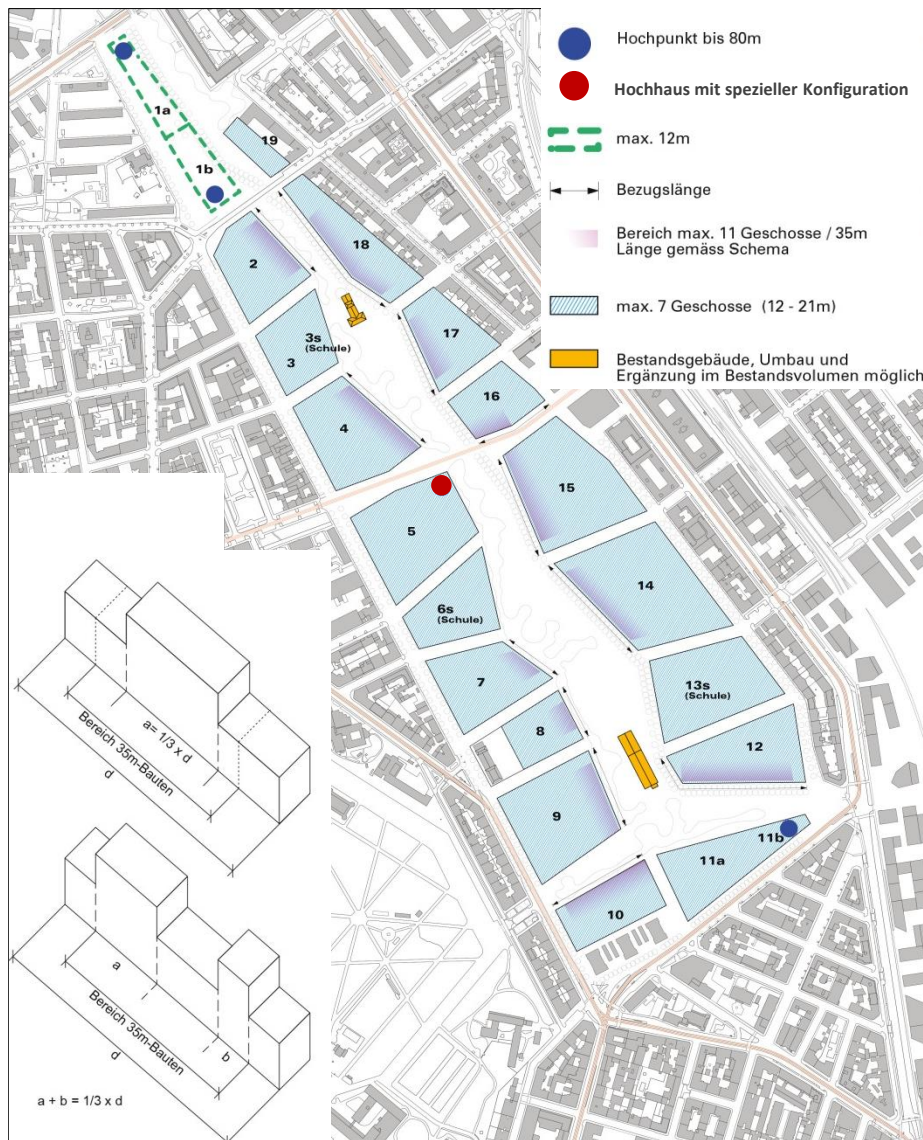 Hochpunkt bis 80m
Hochhaus mit spezieller Konfiguration
max. 12m
Bezugslänge
Bereich max. 11 Geschosse / 35m
Länge gemäss Schema
max. 7 Geschosse (12 - 21m)
Bestandsgebäude, Umbau und
Ergänzung im Bestandsvolumen möglich
1a
1b
19
2
18
3s
(Schule)
3
17
16
4
15
5
14
6s
(Schule)
7
13s
(Schule)
8
12
9
11b
11a
10
a= 1/3 x d
Bereich 35m-Bauten
d
a
Bereich 35m-Bauten
b
d
a + b = 1/3 x d